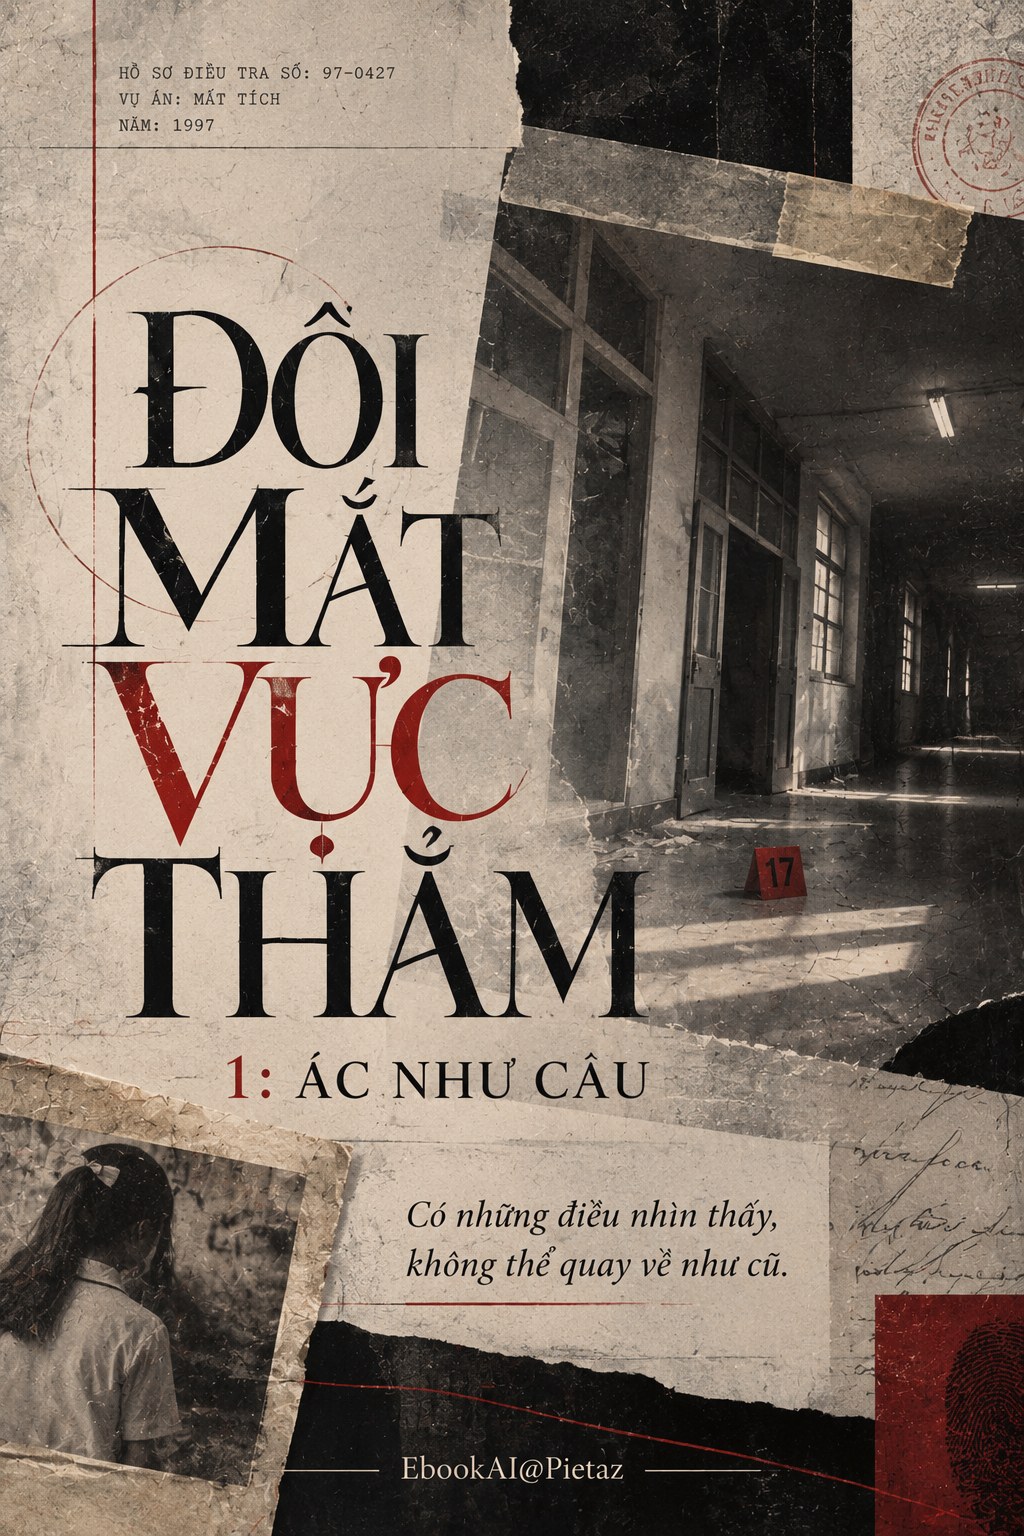 HỒ SƠ ĐIỀU TRA SỐ: 97-0427
VỤ ÁN: MẤT TÍCH
NĂM: 1997
ĐÔI
MẮT
VỰC
THẲM
17
1: ÁC NHƯ CÂU
Có những điều nhìn thấy,
không thể quay về như cũ.
EbookAI@Pietaz